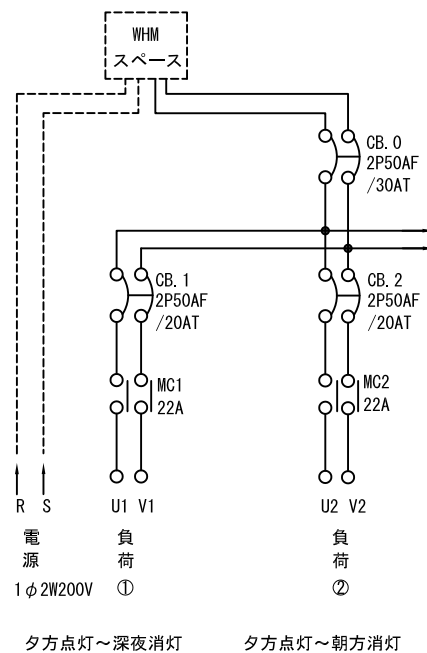 WHM
スペース
CB.0
2P50AF
/30AT
CB.1
2P50AF
/20AT
CB.2
2P50AF
/20AT
MC1
22A
MC2
22A
R S U1 V1 U2 V2
電源 負荷 負荷
1φ2W200V ① ②
夕方点灯～深夜消灯 夕方点灯～朝方消灯